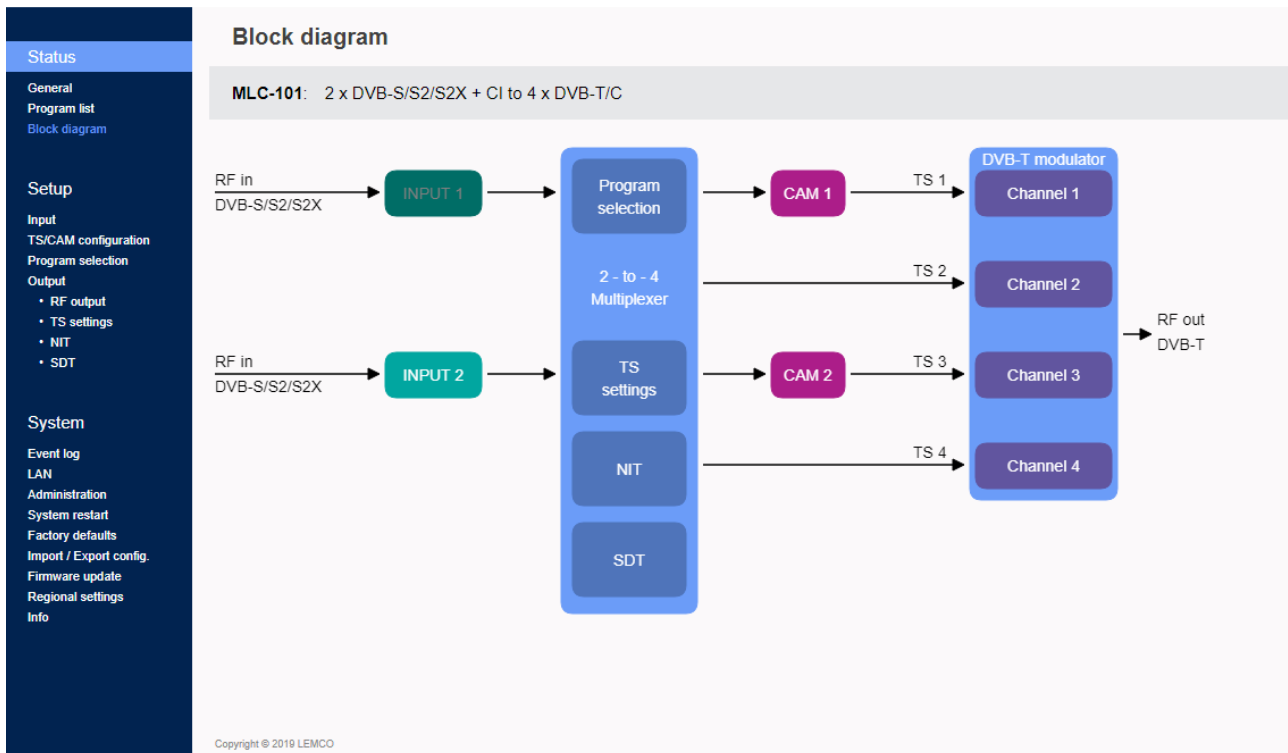 Block diagram
Status
General
Program list
Block diagram
Setup
Input
TS/CAM configuration
Program selection
Output
• RF output
• TS settings
• NIT
• SDT
System
Event log
LAN
Administration
System restart
Factory defaults
Import / Export config.
Firmware update
Regional settings
Info
MLC-101: 2 x DVB-S/S2/S2X + CI to 4 x DVB-T/C
RF in
DVB-S/S2/S2X
INPUT 1
RF in
DVB-S/S2/S2X
INPUT 2
Program
selection
2 - to - 4
Multiplexer
TS
settings
NIT
SDT
CAM 1
CAM 2
TS 1
TS 2
TS 3
TS 4
DVB-T modulator
Channel 1
Channel 2
Channel 3
Channel 4
RF out
DVB-T
Copyright © 2019 LEMCO